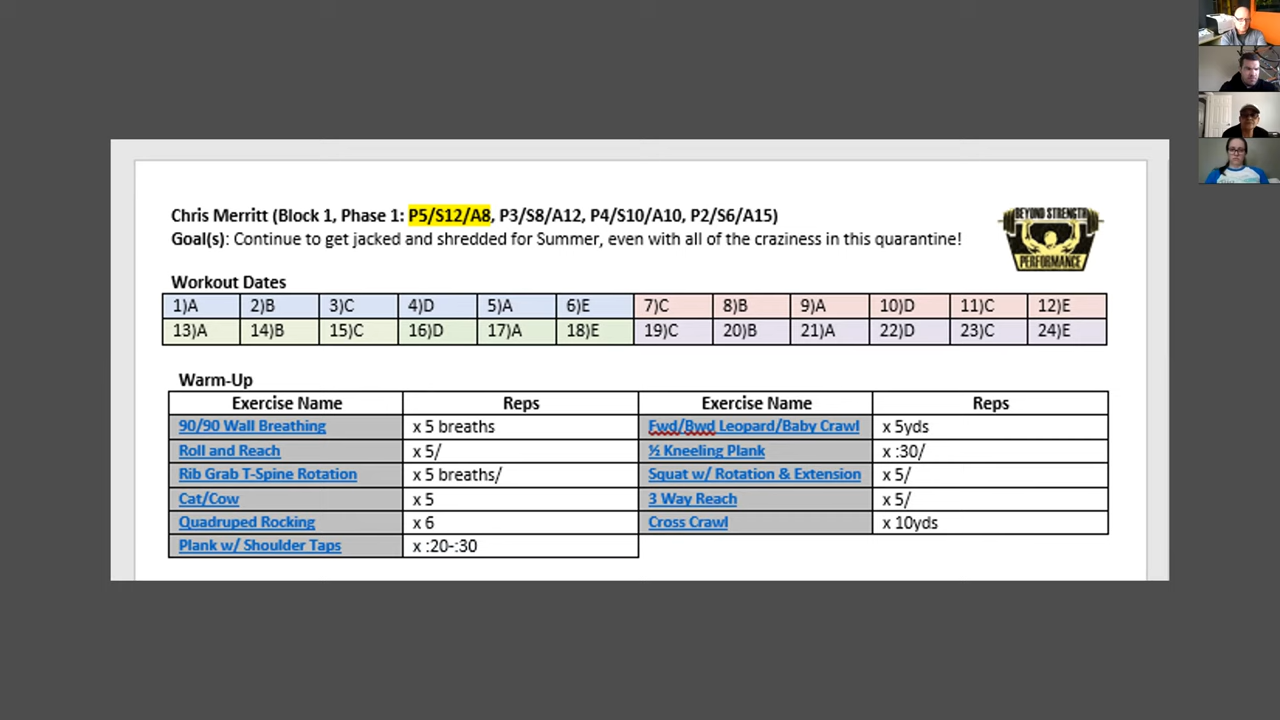 Chris Merritt (Block 1, Phase 1: P5/S12/A8, P3/S8/A12, P4/S10/A10, P2/S6/A15)
Goal(s): Continue to get jacked and shredded for Summer, even with all of the craziness in this quarantine!
BEYOND STRENGTH
PERFORMANCE
Workout Dates
1)A 2)B 3)C 4)D 5)A 6)E 7)C 8)B 9)A 10)D 11)C 12)E
13)A 14)B 15)C 16)D 17)A 18)E 19)C 20)B 21)A 22)D 23)C 24)E
Warm-Up
Exercise Name Reps Exercise Name Reps
90/90 Wall Breathing x 5 breaths Fwd/Bwd Leopard/Baby Crawl x 5yds
Roll and Reach x 5/ ½ Kneeling Plank x :30/
Rib Grab T-Spine Rotation x 5 breaths/ Squat w/ Rotation & Extension x 5/
Cat/Cow x 5 3 Way Reach x 5/
Quadruped Rocking x 6 Cross Crawl x 10yds
Plank w/ Shoulder Taps x :20-:30